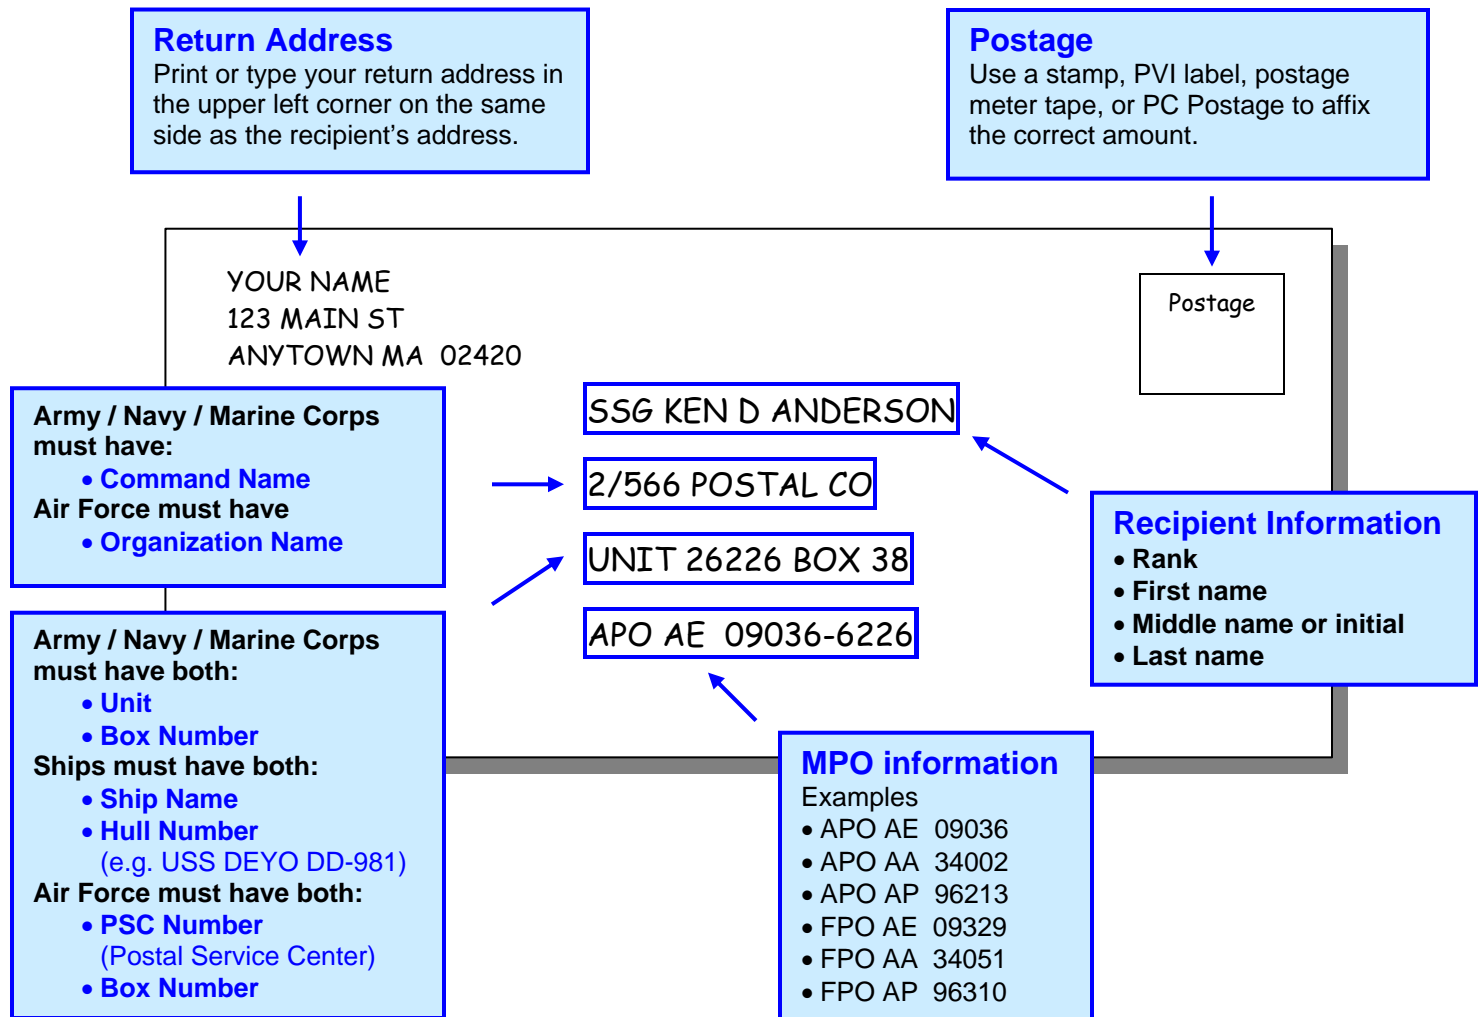 Return Address
Print or type your return address in
the upper left corner on the same
side as the recipient's address.
Postage
Use a stamp, PVI label, postage
meter tape, or PC Postage to affix
the correct amount.
YOUR NAME
123 MAIN ST
ANYTOWN MA  02420
Postage
SSG KEN D ANDERSON
2/566 POSTAL CO
UNIT 26226 BOX 38
APO AE  09036-6226
Army / Navy / Marine Corps
must have:
• Command Name
Air Force must have
• Organization Name
Army / Navy / Marine Corps
must have both:
• Unit
• Box Number
Ships must have both:
• Ship Name
• Hull Number
(e.g. USS DEYO DD-981)
Air Force must have both:
• PSC Number
(Postal Service Center)
• Box Number
Recipient Information
• Rank
• First name
• Middle name or initial
• Last name
MPO information
Examples
• APO AE  09036
• APO AA  34002
• APO AP  96213
• FPO AE  09329
• FPO AA  34051
• FPO AP  96310